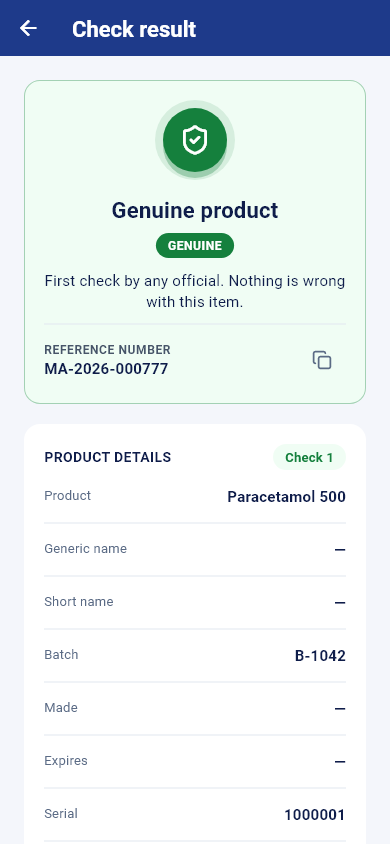 Check result
Genuine product
GENUINE
First check by any official. Nothing is wrong
with this item.
REFERENCE NUMBER
MA-2026-000777
PRODUCT DETAILS
Check 1
Product
Paracetamol 500
Generic name
—
Short name
—
Batch
B-1042
Made
—
Expires
—
Serial
1000001